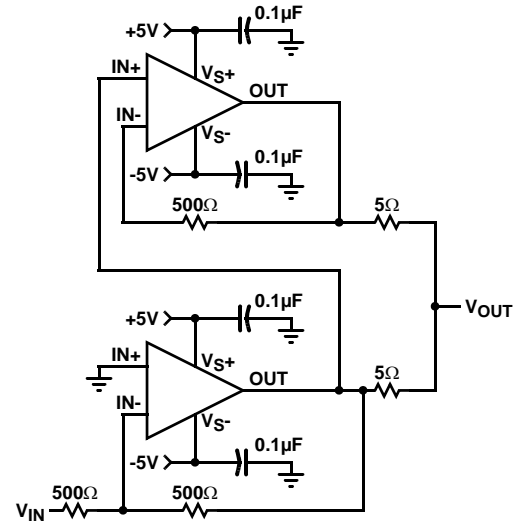 +5V
0.1µF
IN+
VS+
OUT
IN-
VS-
-5V
0.1µF
500Ω
5Ω
VOUT
+5V
0.1µF
IN+
VS+
OUT
5Ω
IN-
VS-
-5V
0.1µF
VIN
500Ω
500Ω